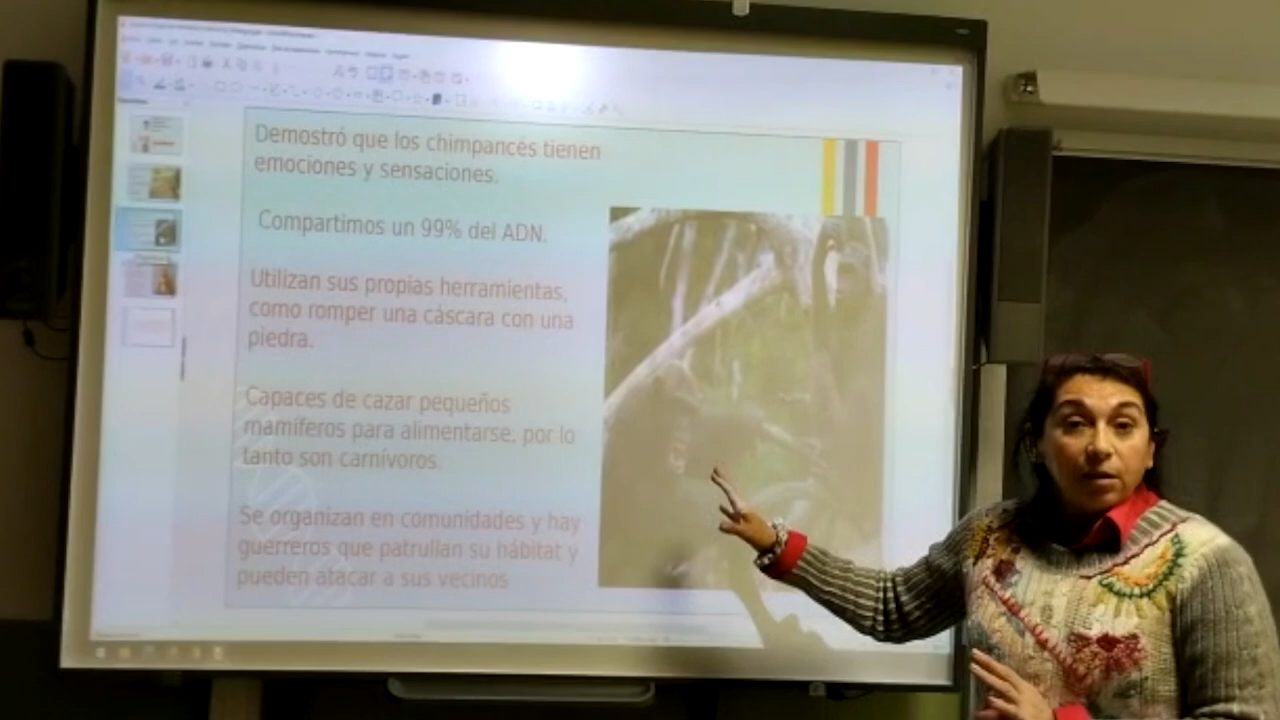 Demostró que los chimpancés tienen
emociones y sensaciones.
Compartimos un 99% del ADN.
Utilizan sus propias herramientas,
como romper una cáscara con una
piedra.
Capaces de cazar pequeños
mamíferos para alimentarse, por lo
tanto son carnívoros.
Se organizan en comunidades y hay
guerreros que patrullan su hábitat y
pueden atacar a sus vecinos